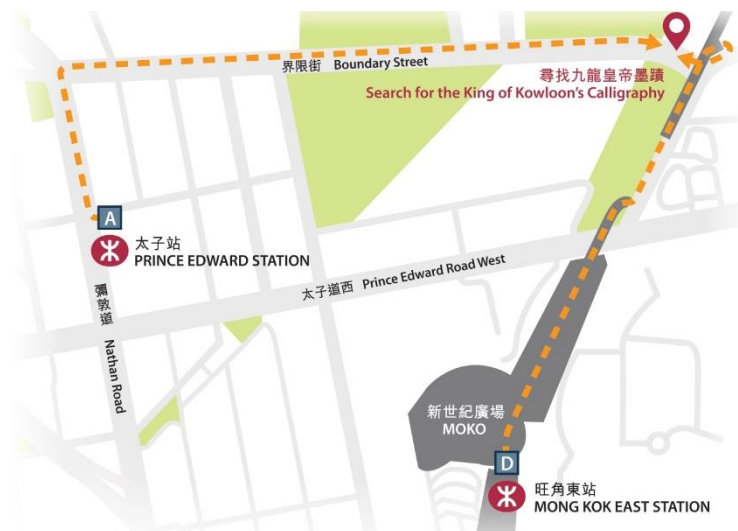 界限街 Boundary Street
尋找九龍皇帝墨蹟
Search for the King of Kowloon's Calligraphy
A
太子站
PRINCE EDWARD STATION
太子道西 Prince Edward Road West
彌敦道 Nathan Road
新世紀廣場
MOKO
D
旺角東站
MONG KOK EAST STATION